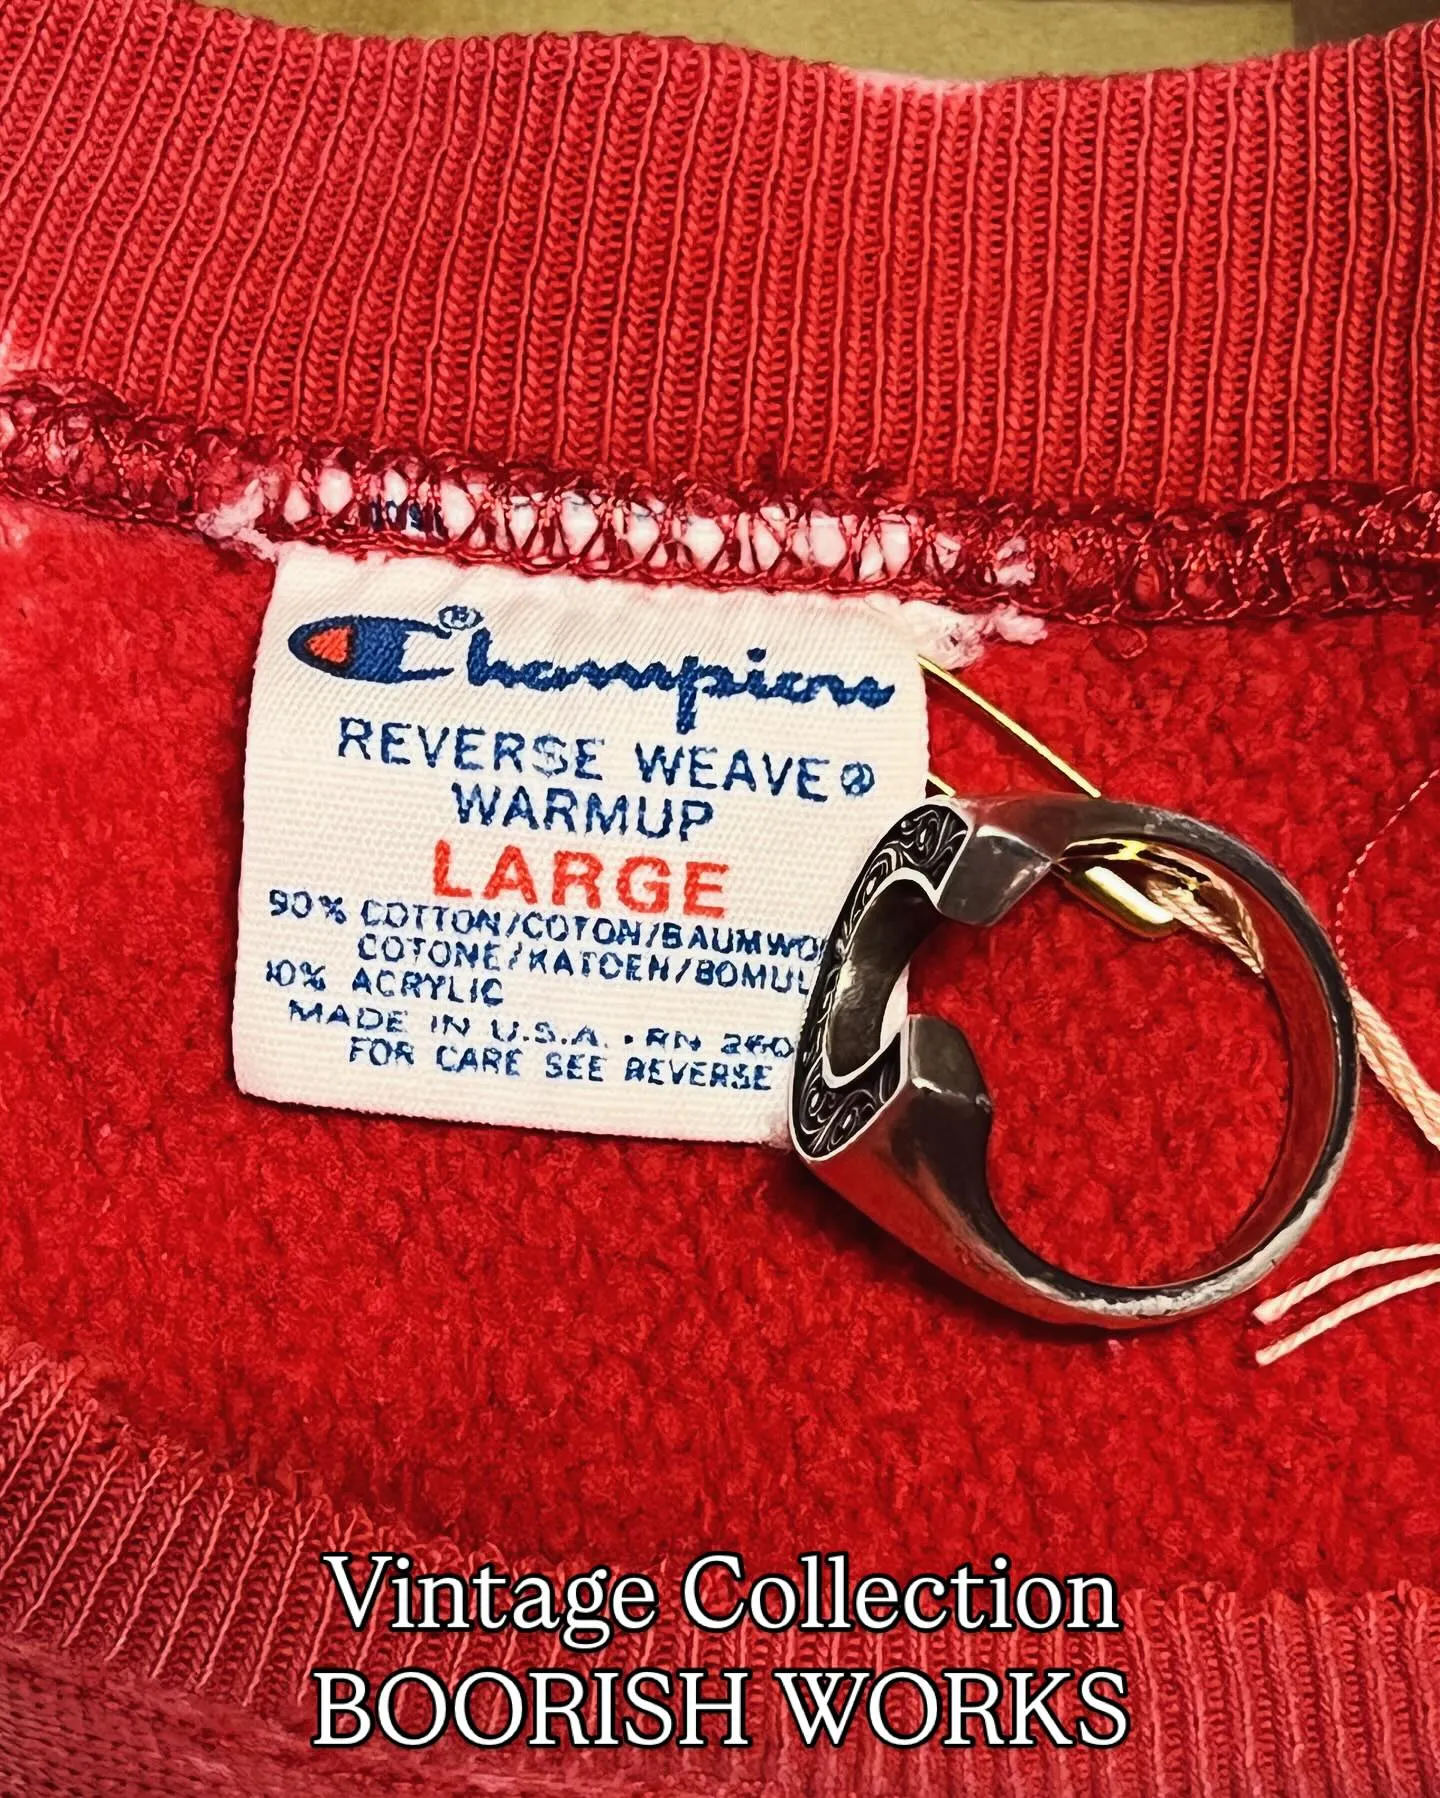 Champion®
REVERSE WEAVE®
WARMUP
LARGE
90% COTTON/COTON/BAUMWO
COTONE/KATOEN/BOMUL
10% ACRYLIC
MADE IN U.S.A. • RN 260
FOR CARE SEE REVERSE
Vintage Collection
BOORISH WORKS